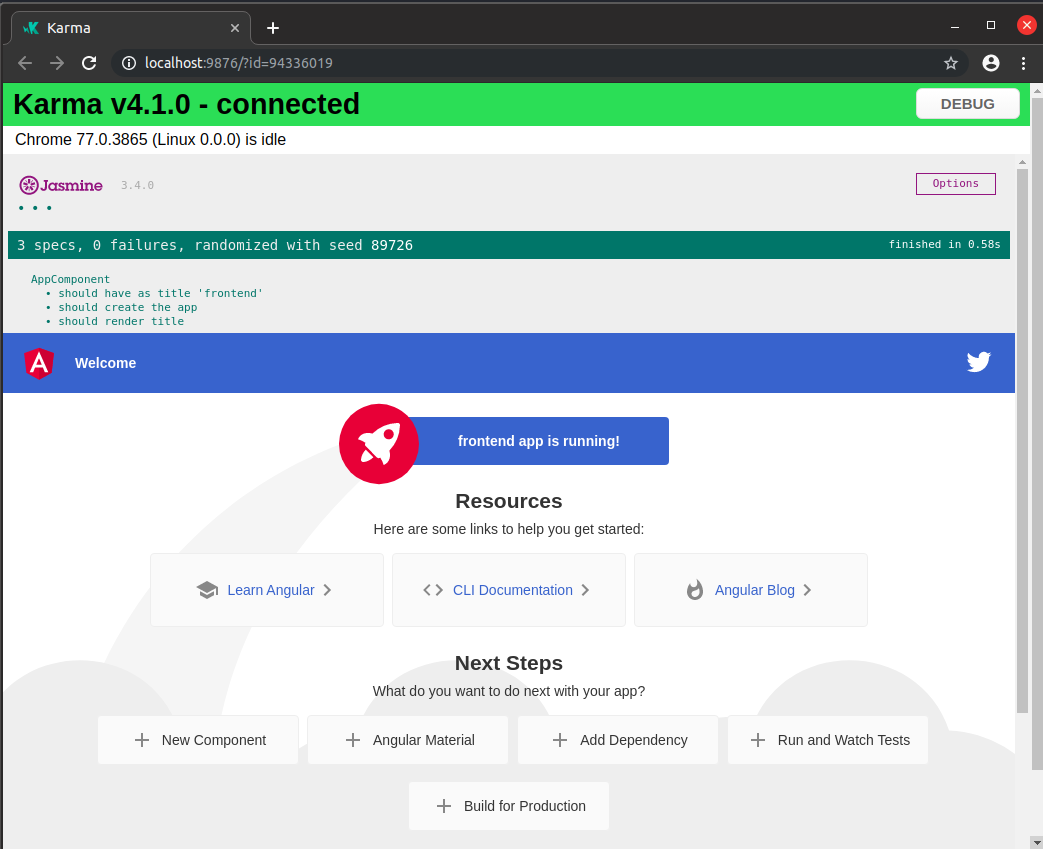 Karma
localhost:9876/?id=94336019
Karma v4.1.0 - connected
DEBUG
Chrome 77.0.3865 (Linux 0.0.0) is idle
Jasmine 3.4.0
Options
• • •
3 specs, 0 failures, randomized with seed 89726
finished in 0.58s
AppComponent
• should have as title 'frontend'
• should create the app
• should render title
A Welcome
frontend app is running!
Resources
Here are some links to help you get started:
Learn Angular
CLI Documentation
Angular Blog
Next Steps
What do you want to do next with your app?
New Component
Angular Material
Add Dependency
Run and Watch Tests
Build for Production